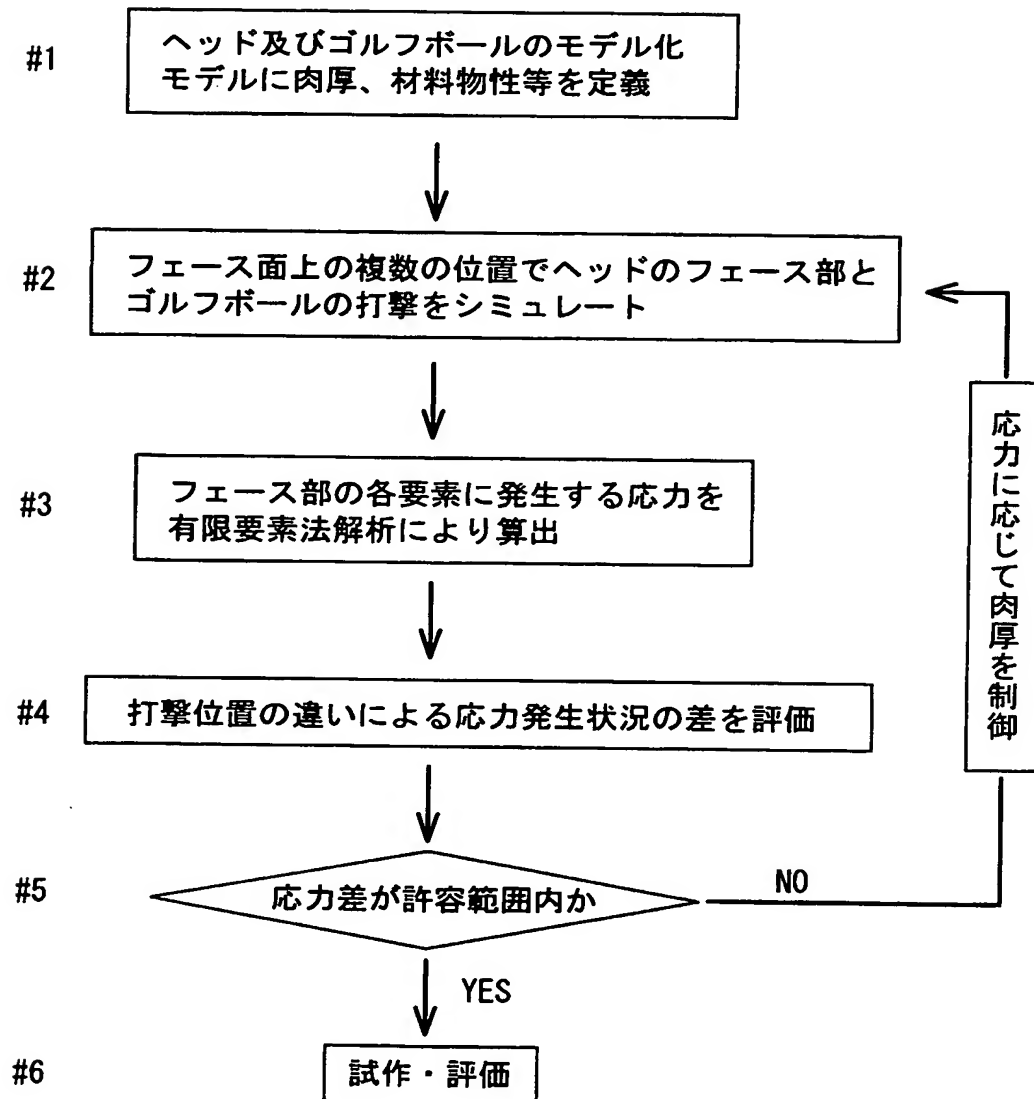 #1
ヘッド及びゴルフボールのモデル化
モデルに肉厚、材料物性等を定義
#2
フェース面上の複数の位置でヘッドのフェース部と
ゴルフボールの打撃をシミュレート
#3
フェース部の各要素に発生する応力を
有限要素法解析により算出
#4
打撃位置の違いによる応力発生状況の差を評価
#5
応力差が許容範囲内か
NO
応力に応じて肉厚を制御
YES
#6
試作・評価